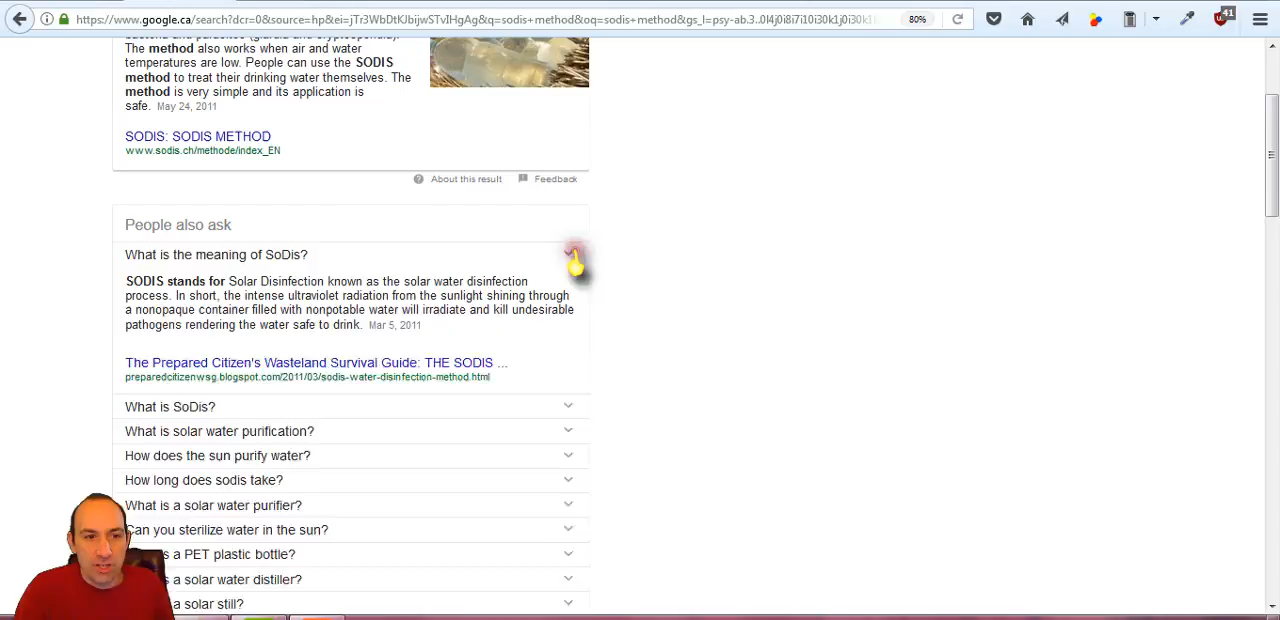 https://www.google.ca/search?dcr=0&source=hp&ei=jTr3WbDtKJbijwSTvIHgAg&q=sodis+method&oq=sodis+method&gs_l=psy-ab.3..0l4j0i8i7i10i30k1j0i30k
80%
41
The method also works when air and water
temperatures are low. People can use the SODIS
method to treat their drinking water themselves. The
method is very simple and its application is
safe. May 24, 2011
SODIS: SODIS METHOD
www.sodis.ch/methode/index_EN
About this result
Feedback
People also ask
What is the meaning of SoDis?
SODIS stands for Solar Disinfection known as the solar water disinfection
process. In short, the intense ultraviolet radiation from the sunlight shining through
a nonopaque container filled with nonpotable water will irradiate and kill undesirable
pathogens rendering the water safe to drink. Mar 5, 2011
The Prepared Citizen's Wasteland Survival Guide: THE SODIS ...
preparedcitizenwsg.blogspot.com/2011/03/sodis-water-disinfection-method.html
What is SoDis?
What is solar water purification?
How does the sun purify water?
How long does sodis take?
What is a solar water purifier?
Can you sterilize water in the sun?
is a PET plastic bottle?
is a solar water distiller?
a solar still?